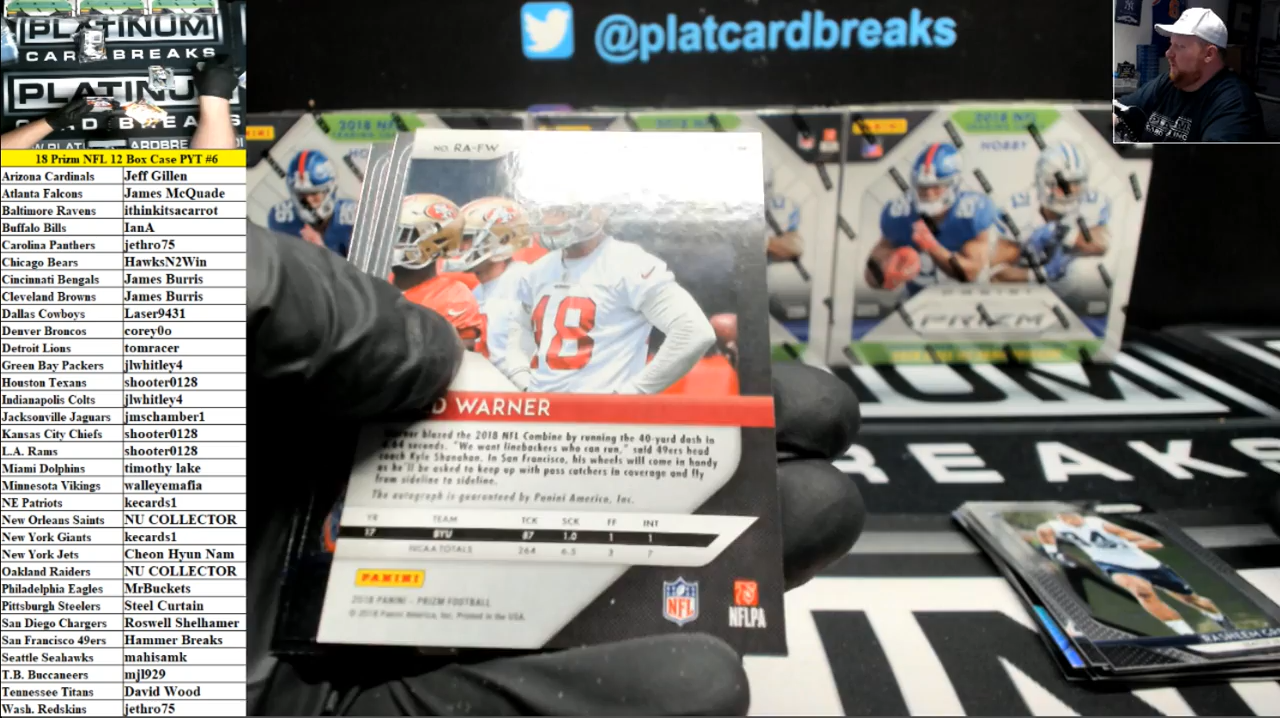 PLATINUM
CARD BREAKS
PLATINU
CARD BREAKS
@platcardbreaks
18 Prizm NFL 12 Box Case PYT #6
Arizona Cardinals Jeff Gillen
Atlanta Falcons James McQuade
Baltimore Ravens ithinkitsacarrot
Buffalo Bills IanA
Carolina Panthers jethro75
Chicago Bears HawksN2Win
Cincinnati Bengals James Burris
Cleveland Browns James Burris
Dallas Cowboys Laser9431
Denver Broncos corey0o
Detroit Lions tomracer
Green Bay Packers jlwhitley4
Houston Texans shooter0128
Indianapolis Colts jlwhitley4
Jacksonville Jaguars jmschamber1
Kansas City Chiefs shooter0128
L.A. Rams shooter0128
Miami Dolphins timothy lake
Minnesota Vikings walleyemafia
NE Patriots kecards1
New Orleans Saints NU COLLECTOR
New York Giants kecards1
New York Jets Cheon Hyun Nam
Oakland Raiders NU COLLECTOR
Philadelphia Eagles MrBuckets
Pittsburgh Steelers Steel Curtain
San Diego Chargers Roswell Shelhamer
San Francisco 49ers Hammer Breaks
Seattle Seahawks mahisamk
T.B. Buccaneers mjl929
Tennessee Titans David Wood
Wash. Redskins jethro75
NO. RA-FW
18
D WARNER
Warner blazed the 2018 NFL Combine by running the 40-yard dash in
4.64 seconds. "We want linebackers who can run," said 49ers head
coach Kyle Shanahan. In San Francisco, his wheels will come in handy
as he'll be asked to keep up with pass catchers in coverage and fly
from sideline to sideline.
The autograph is guaranteed by Panini America, Inc.
YR TEAM TCK SCK FF INT
17 BYU 87 1.0 1 1
NCAA TOTALS 264 6.5 3 7
PANINI
2018 PANINI - PRIZM FOOTBALL
© 2018 Panini America, Inc. Printed in the USA.
NFL
NFLPA
2018 NFL
2018 NFL
HOBBY
PANINI
PRIZM
NUM
BREAKS
RASHEEM